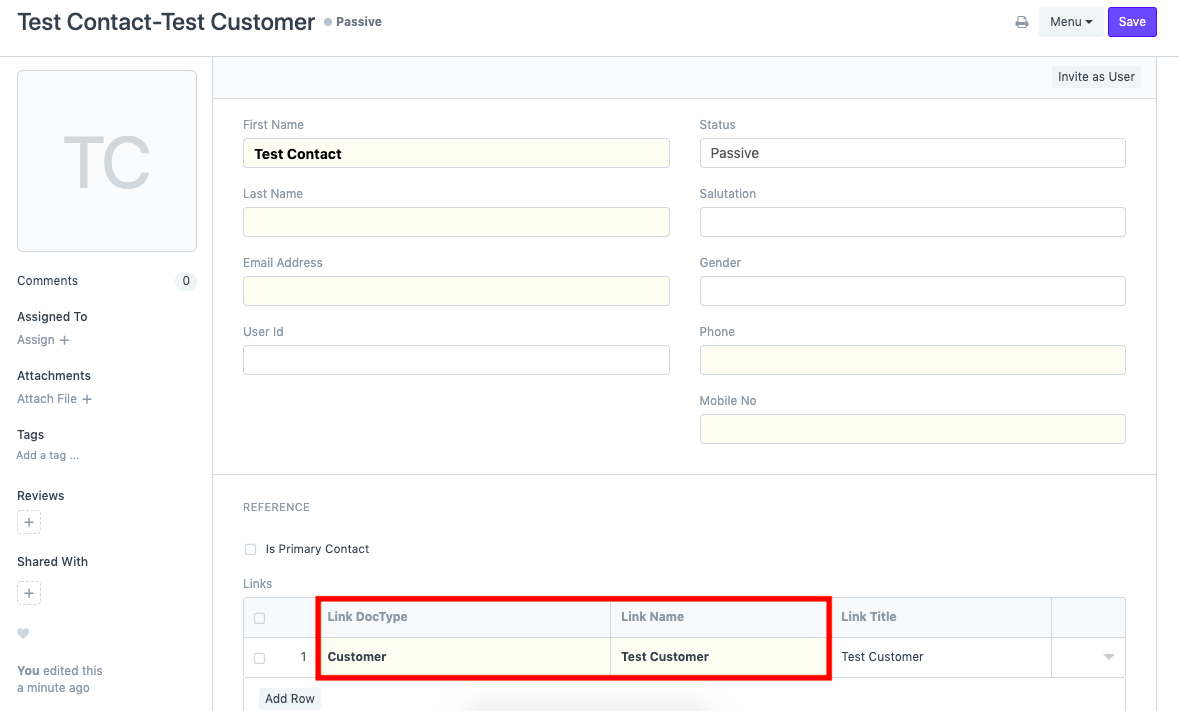 Test Contact-Test Customer Passive Menu Save
Invite as User
TC
Comments 0
Assigned To
Assign +
Attachments
Attach File +
Tags
Add a tag ...
Reviews
+
Shared With
+
You edited this
a minute ago
First Name
Test Contact
Last Name
Email Address
User Id
Status
Passive
Salutation
Gender
Phone
Mobile No
REFERENCE
Is Primary Contact
Links
Link DocType Link Name Link Title
1 Customer Test Customer Test Customer
Add Row